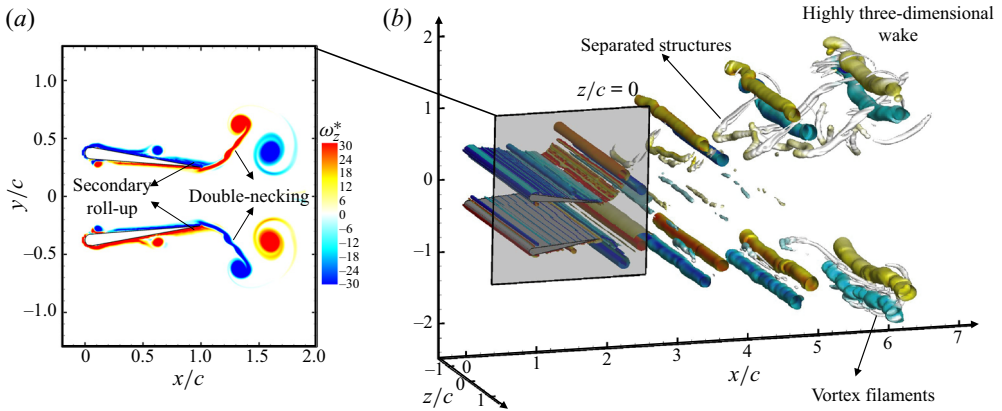 (a)
1.0
0.5
0
–0.5
–1.0
y/c
0
0.5
1.0
1.5
2.0
x/c
Secondary
roll-up
Double-necking
ω*z
30
24
18
12
6
0
–6
–12
–18
–24
–30
(b)
2
1
0
–1
–2
Separated structures
Highly three-dimensional
wake
z/c = 0
–1
0
1
z/c
0
1
2
3
4
5
6
7
x/c
Vortex filaments